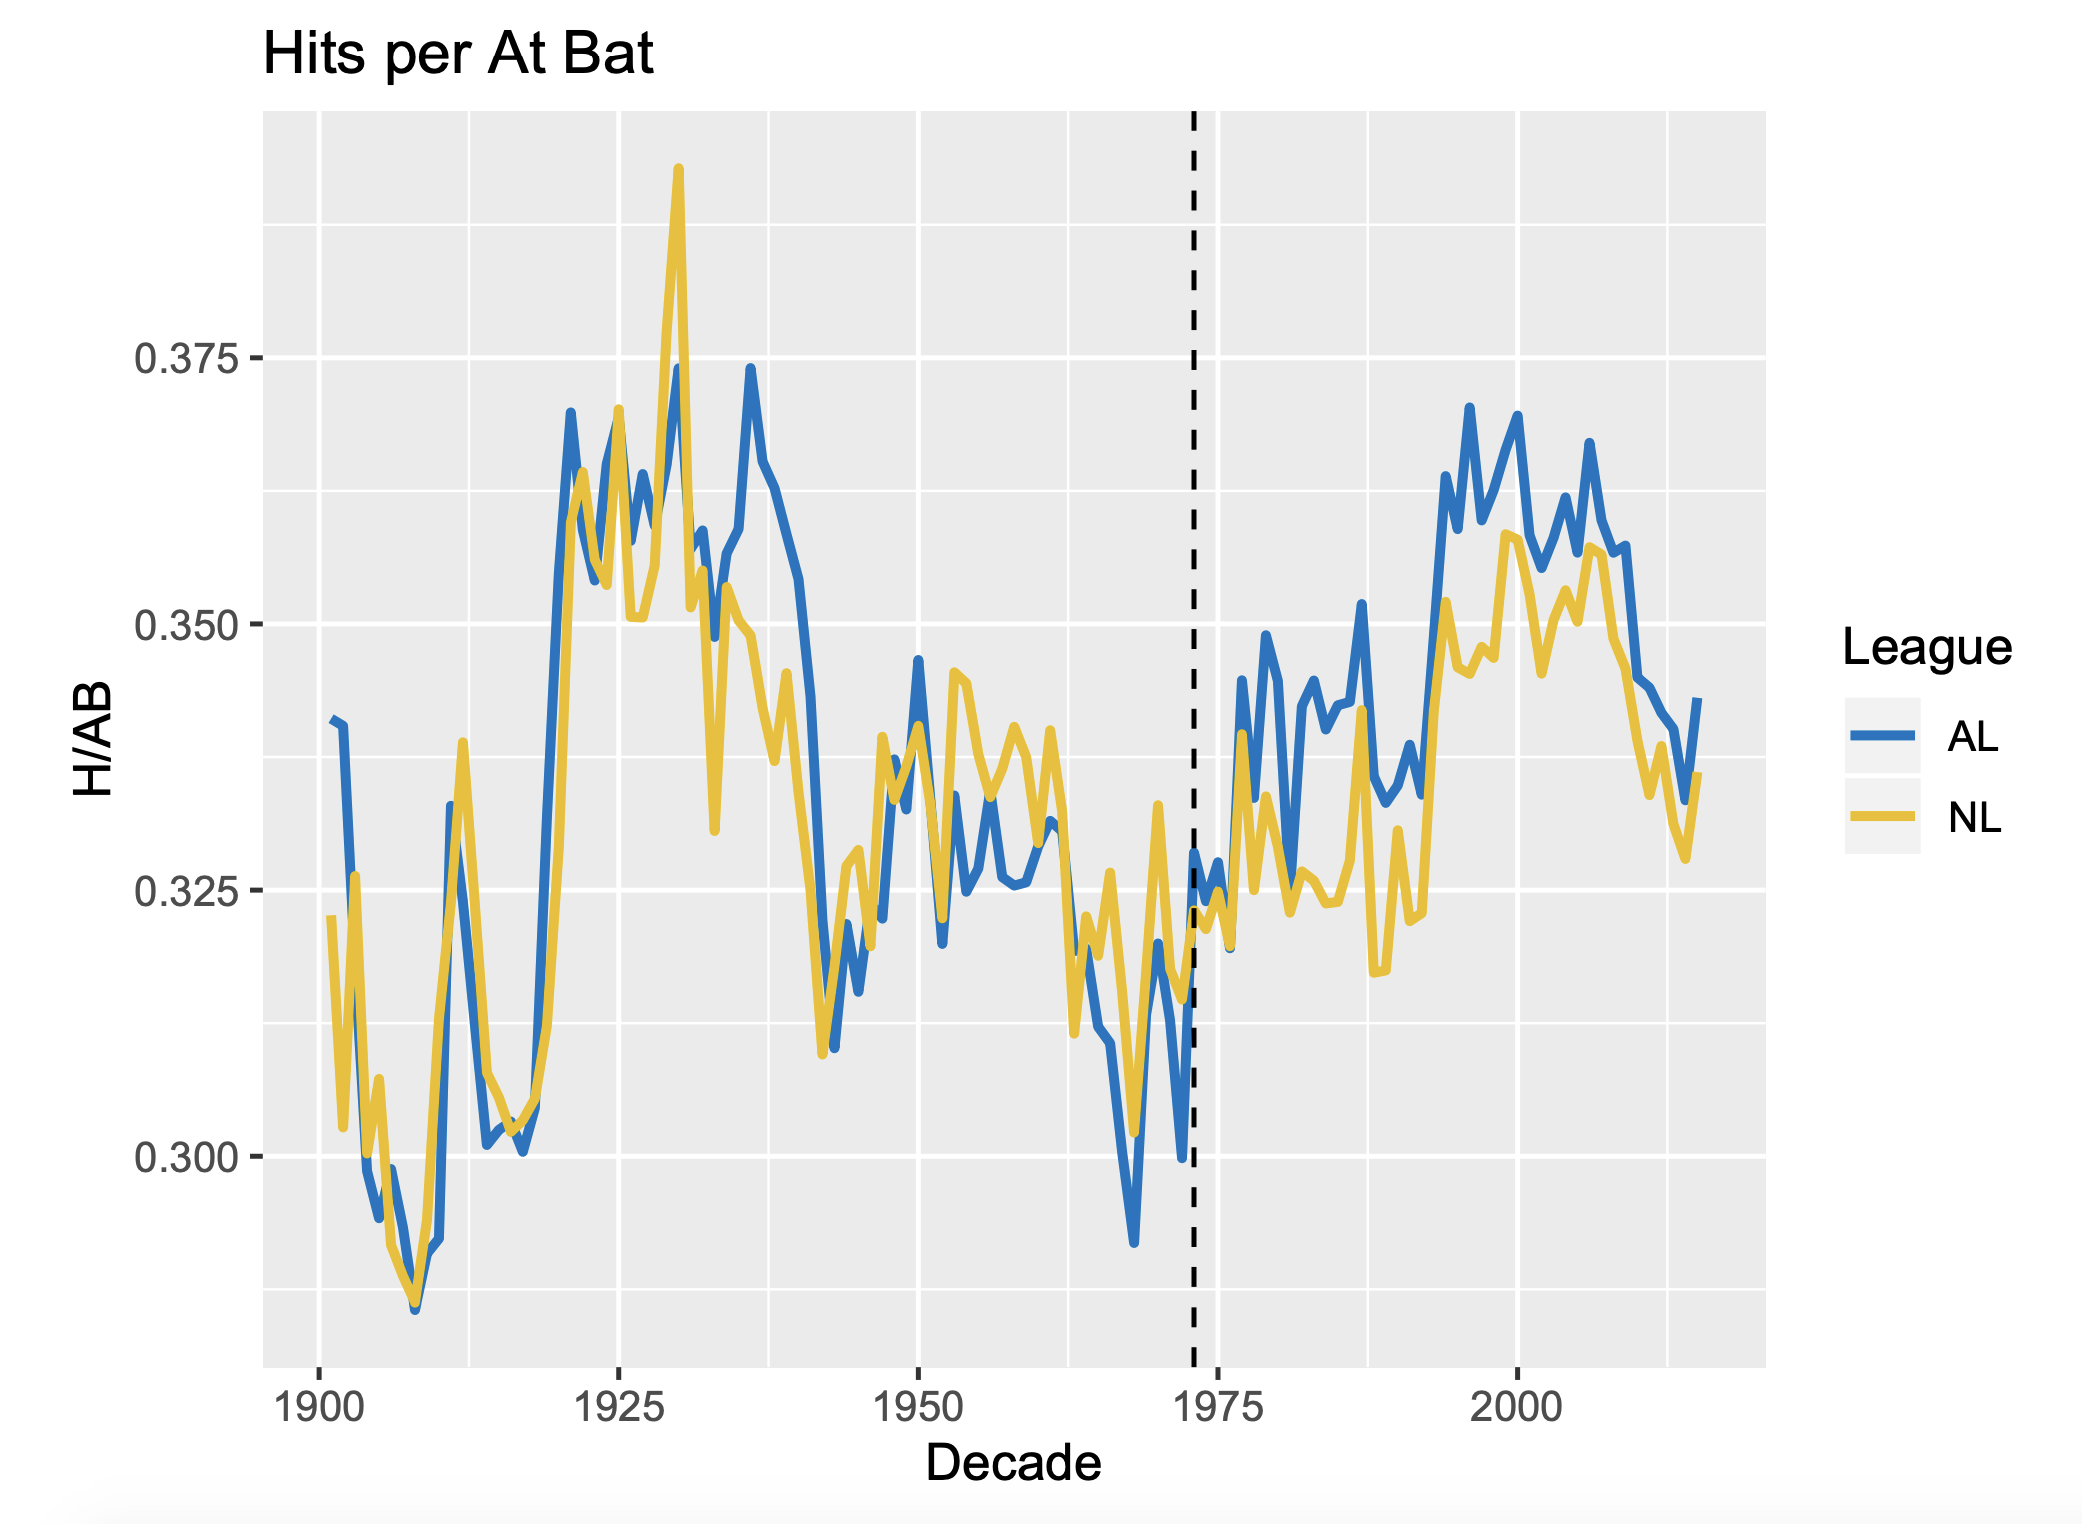 Hits per At Bat
H/AB
0.375
0.350
0.325
0.300
1900 1925 1950 1975 2000
Decade
League
AL
NL